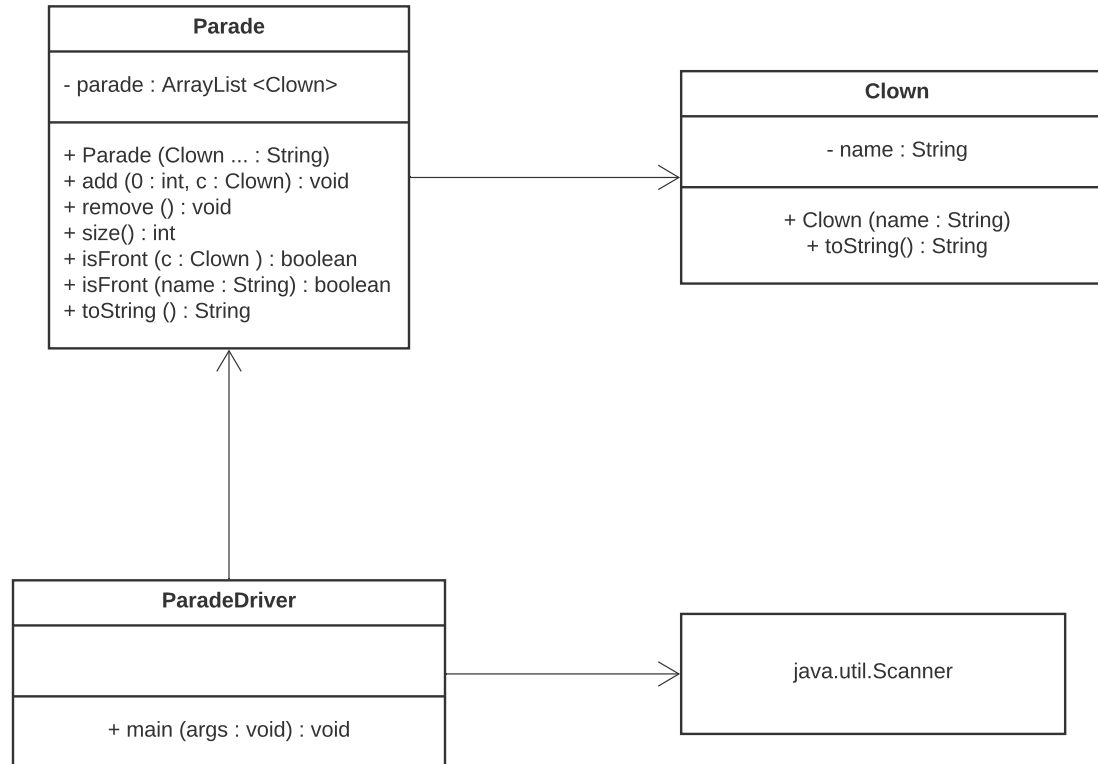 Parade
- parade : ArrayList <Clown>
+ Parade (Clown ... : String)
+ add (0 : int, c : Clown) : void
+ remove () : void
+ size() : int
+ isFront (c : Clown ) : boolean
+ isFront (name : String) : boolean
+ toString () : String
Clown
- name : String
+ Clown (name : String)
+ toString() : String
ParadeDriver
+ main (args : void) : void
java.util.Scanner